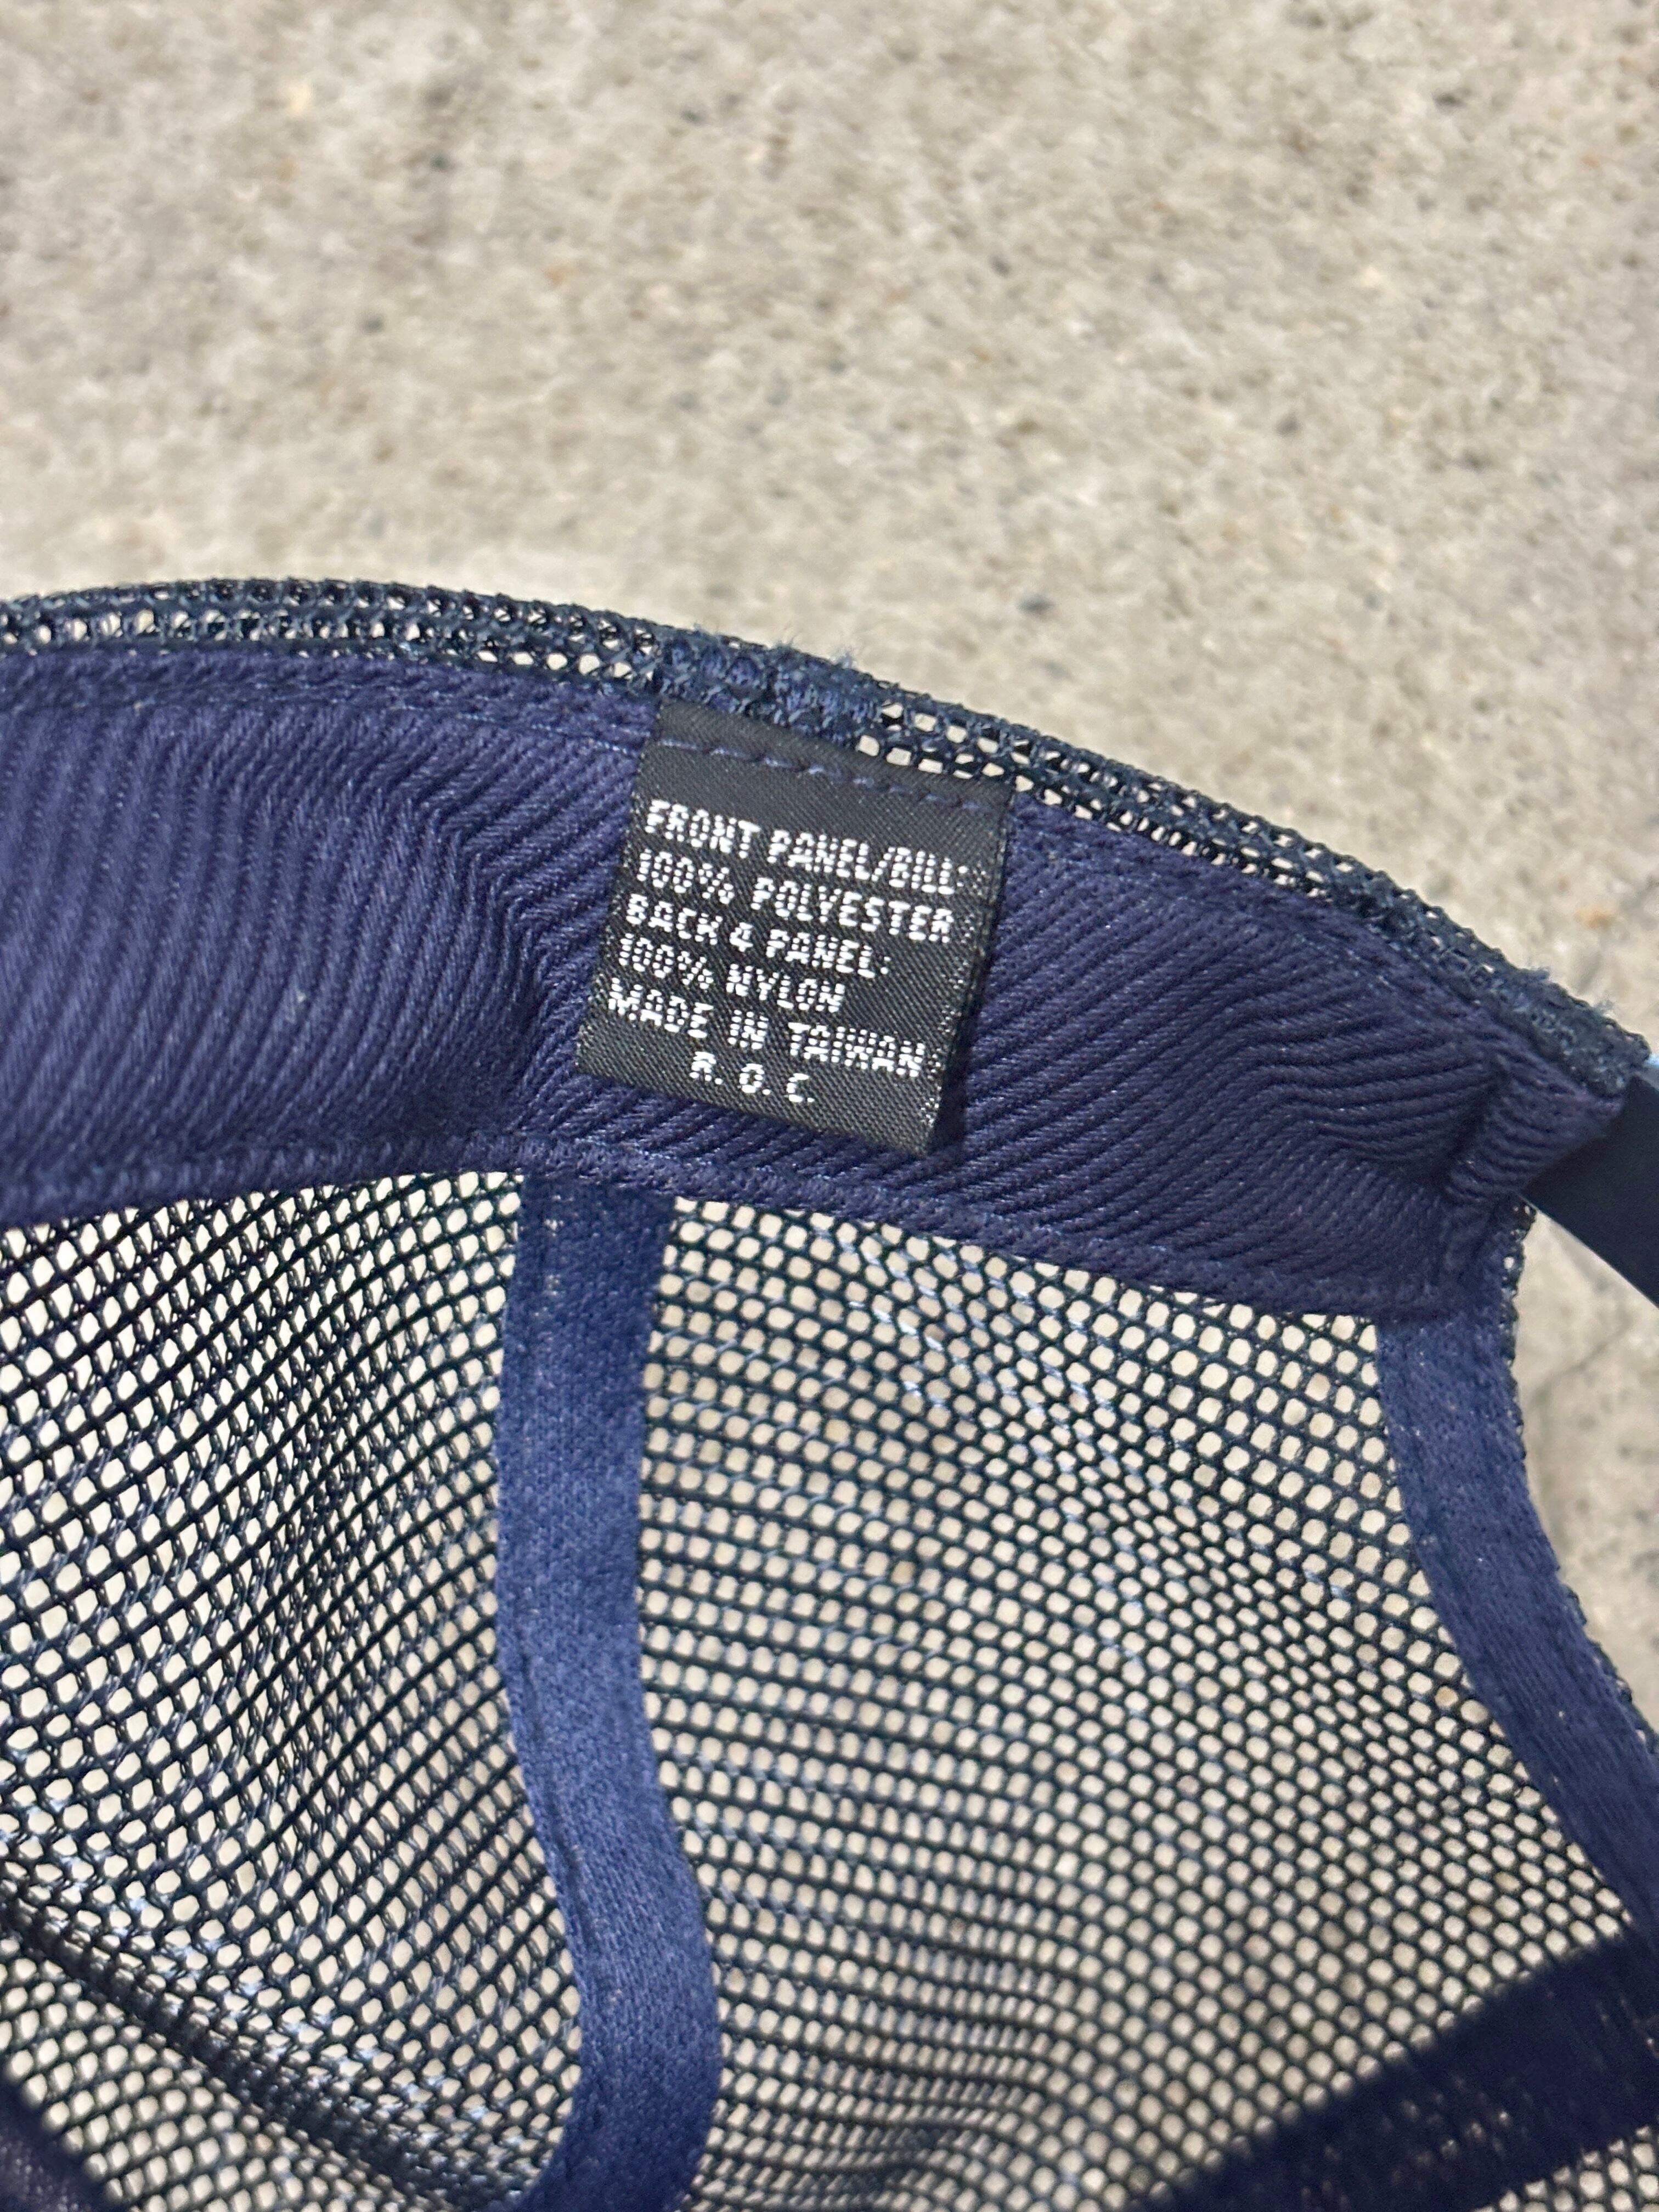 FRONT PANEL/BILL:
100% POLYESTER
BACK 4 PANEL:
100% NYLON
MADE IN TAIWAN
R.O.C.